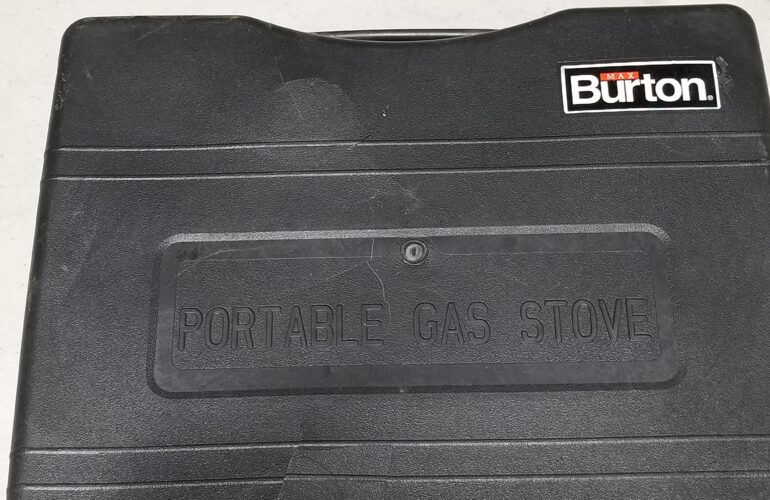 MAX
Burton®
PORTABLE GAS STOVE